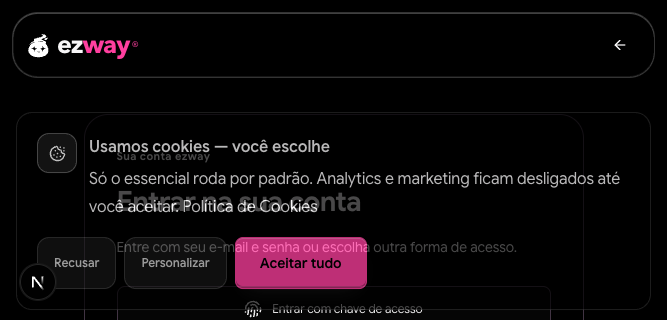 ezway®
Usamos cookies — você escolhe
Sua conta ezway
Só o essencial roda por padrão. Analytics e marketing ficam desligados até
Entrar na sua conta
você aceitar. Política de Cookies
Entre com seu e-mail e senha ou escolha outra forma de acesso.
Recusar
Personalizar
Aceitar tudo
N
Entrar com chave de acesso